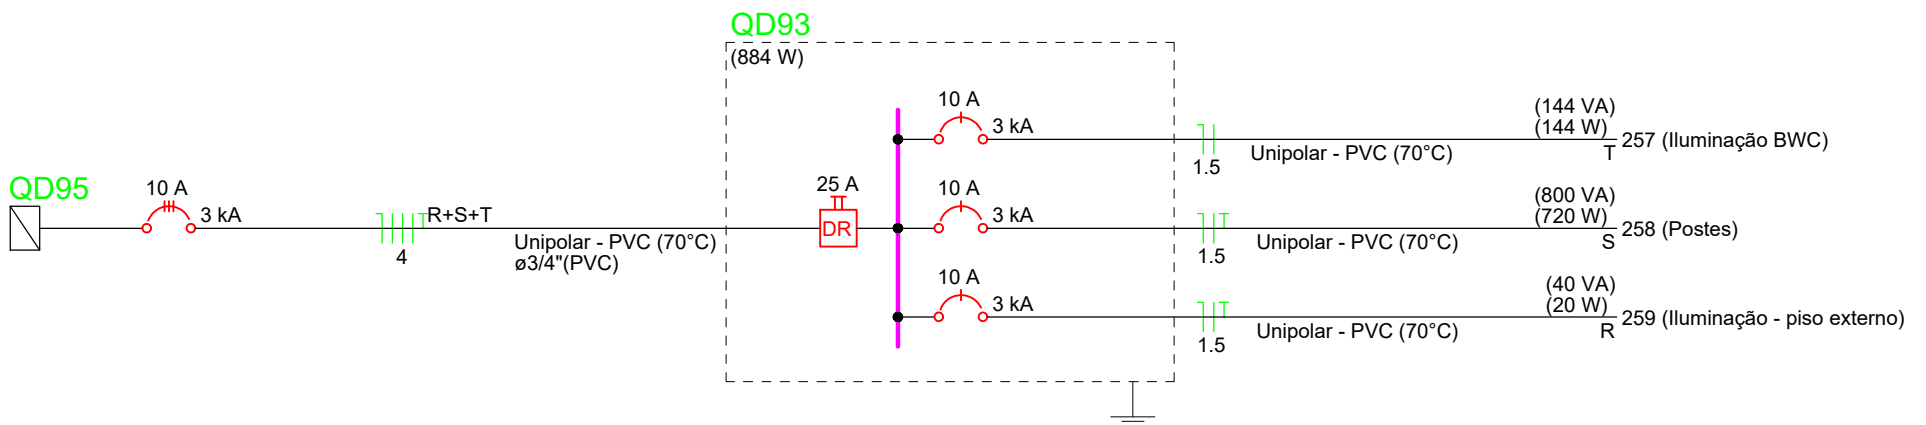 QD93
(884 W)
10 A
3 kA
(144 VA)
(144 W)
257 (Iluminação BWC)
1.5
Unipolar - PVC (70°C)
T
QD95
10 A
3 kA
R+S+T
4
Unipolar - PVC (70°C)
ø3/4"(PVC)
25 A
DR
10 A
3 kA
(800 VA)
(720 W)
258 (Postes)
1.5
Unipolar - PVC (70°C)
S
10 A
3 kA
(40 VA)
(20 W)
259 (Iluminação - piso externo)
1.5
Unipolar - PVC (70°C)
R